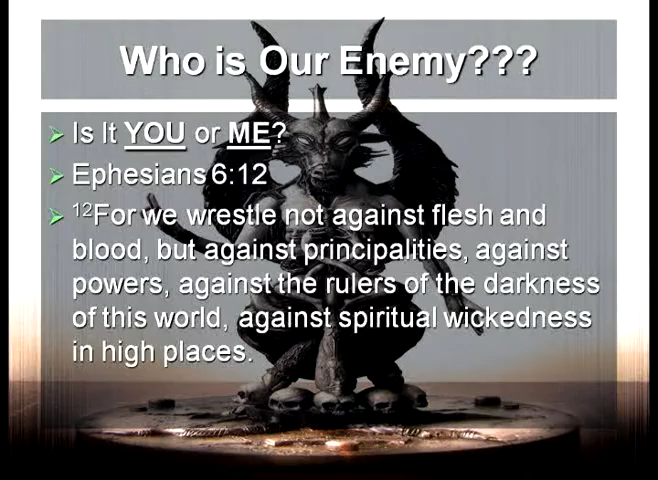 Who is Our Enemy???
Is It YOU or ME?
Ephesians 6:12
12For we wrestle not against flesh and
blood, but against principalities, against
powers, against the rulers of the darkness
of this world, against spiritual wickedness
in high places.